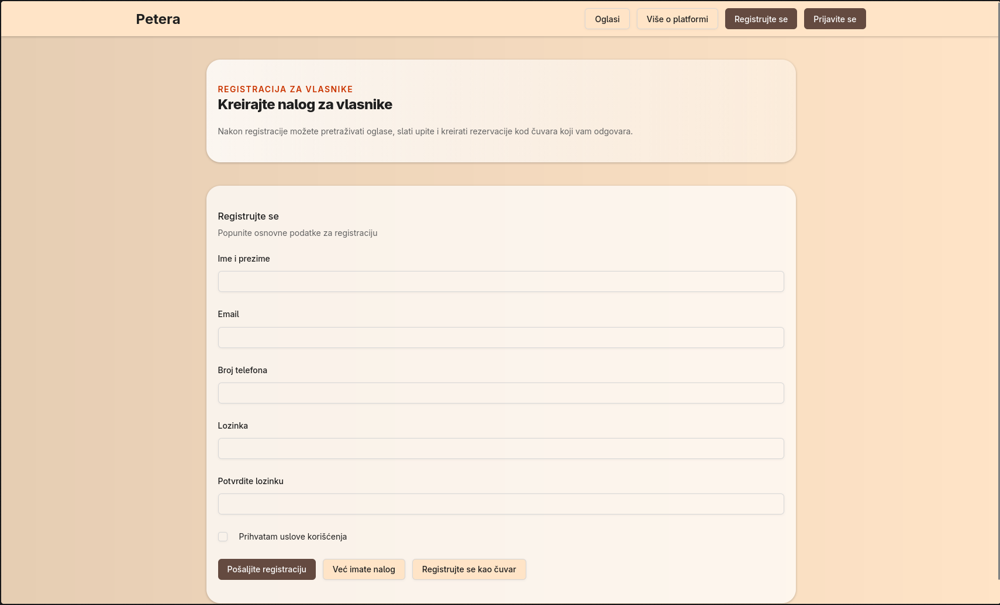 Petera
Oglasi
Više o platformi
Registrujte se
Prijavite se
REGISTRACIJA ZA VLASNIKE
Kreirajte nalog za vlasnike
Nakon registracije možete pretraživati oglase, slati upite i kreirati rezervacije kod čuvara koji vam odgovara.
Registrujte se
Popunite osnovne podatke za registraciju
Ime i prezime
Email
Broj telefona
Lozinka
Potvrdite lozinku
Prihvatam uslove korišćenja
Pošaljite registraciju
Već imate nalog
Registrujte se kao čuvar